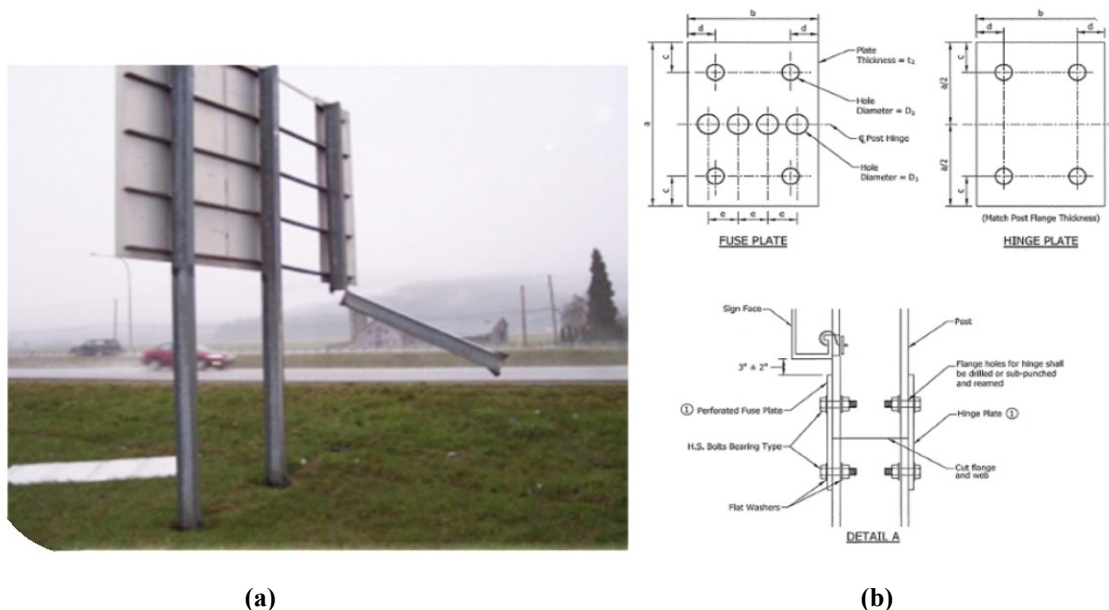 b
d
d
c
a
c
e
e
e
Plate
Thickness = t₂
Hole
Diameter = D₂
℄ Post Hinge
Hole
Diameter = D₁
FUSE PLATE
b
d
d
c
a/2
a/2
c
(Match Post Flange Thickness)
HINGE PLATE
Sign Face
3" ± 2"
① Perforated Fuse Plate
H.S. Bolts Bearing Type
Flat Washers
Post
Flange holes for hinge shall
be drilled or sub-punched
and reamed
Hinge Plate ①
Cut flange
and web
DETAIL A
(a)
(b)